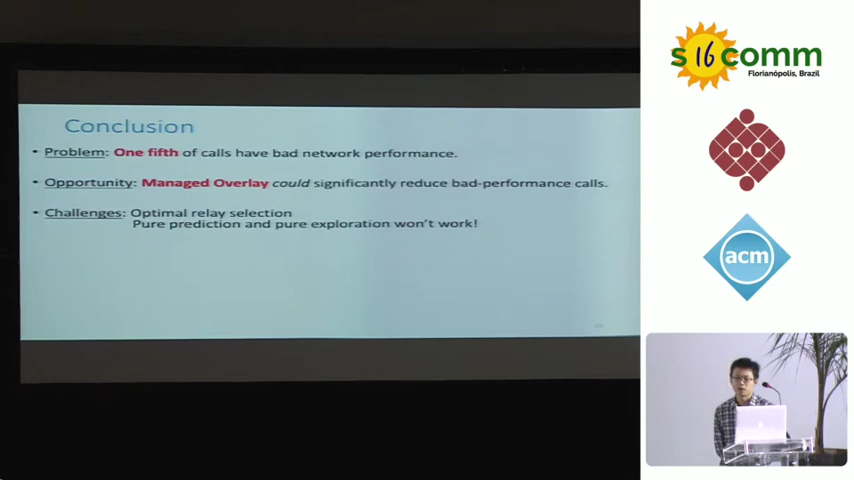 Conclusion
• Problem: One fifth of calls have bad network performance.
• Opportunity: Managed Overlay could significantly reduce bad-performance calls.
• Challenges: Optimal relay selection
Pure prediction and pure exploration won't work!
s 16 comm
Florianópolis, Brazil
acm